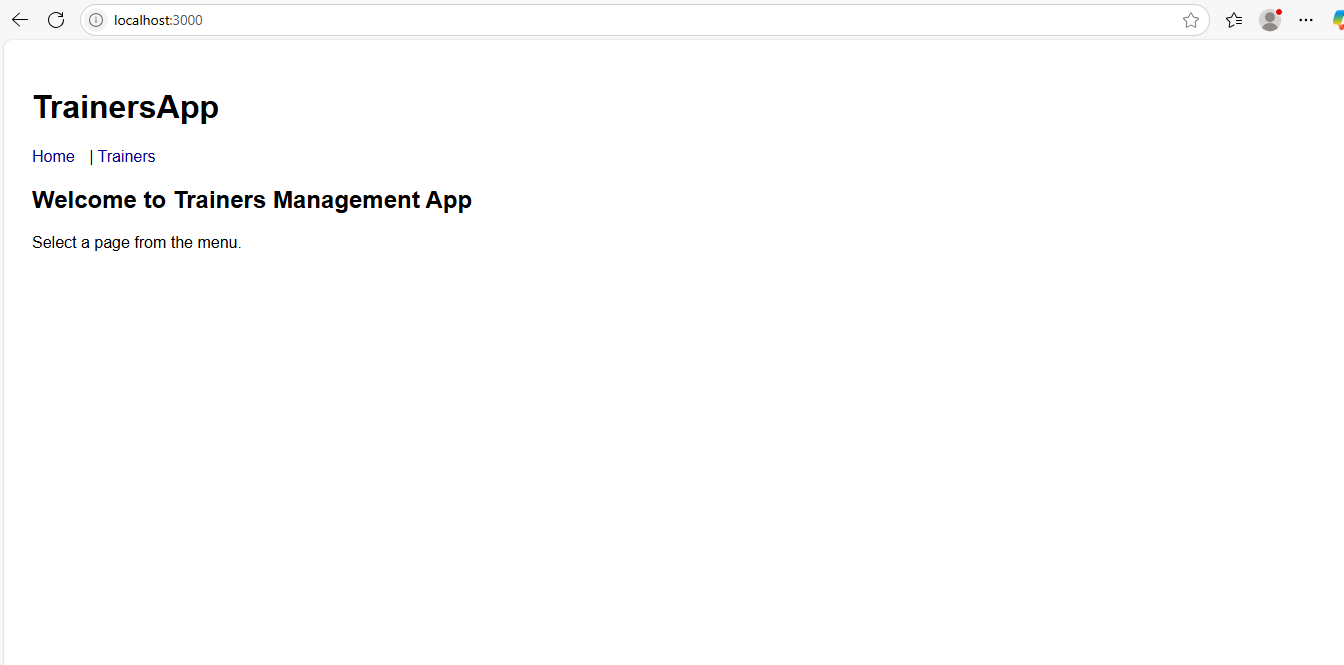 localhost:3000
TrainersApp
Home | Trainers
Welcome to Trainers Management App
Select a page from the menu.